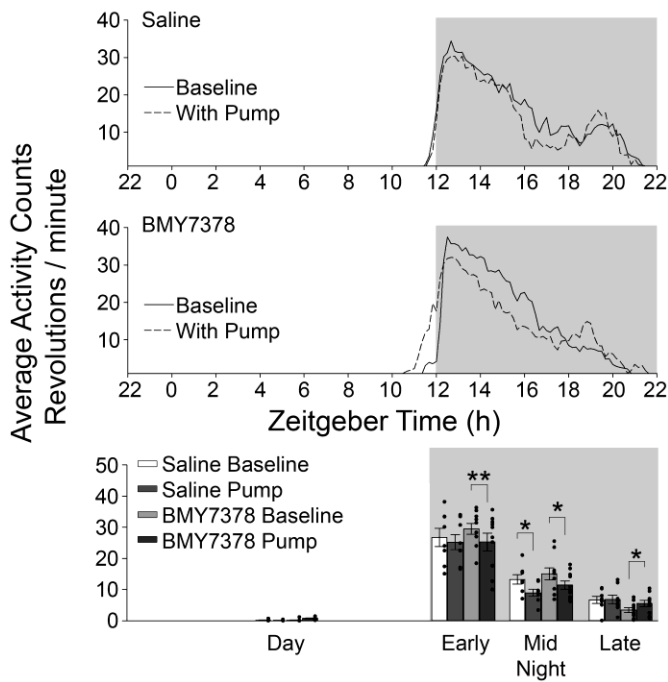 Average Activity Counts
Revolutions / minute
40
30
20
10
Saline
Baseline
With Pump
22 0 2 4 6 8 10 12 14 16 18 20 22
40
30
20
10
BMY7378
Baseline
With Pump
22 0 2 4 6 8 10 12 14 16 18 20 22
Zeitgeber Time (h)
50
40
30
20
10
0
Saline Baseline
Saline Pump
BMY7378 Baseline
BMY7378 Pump
** * * *
Day Early Mid Late
Night